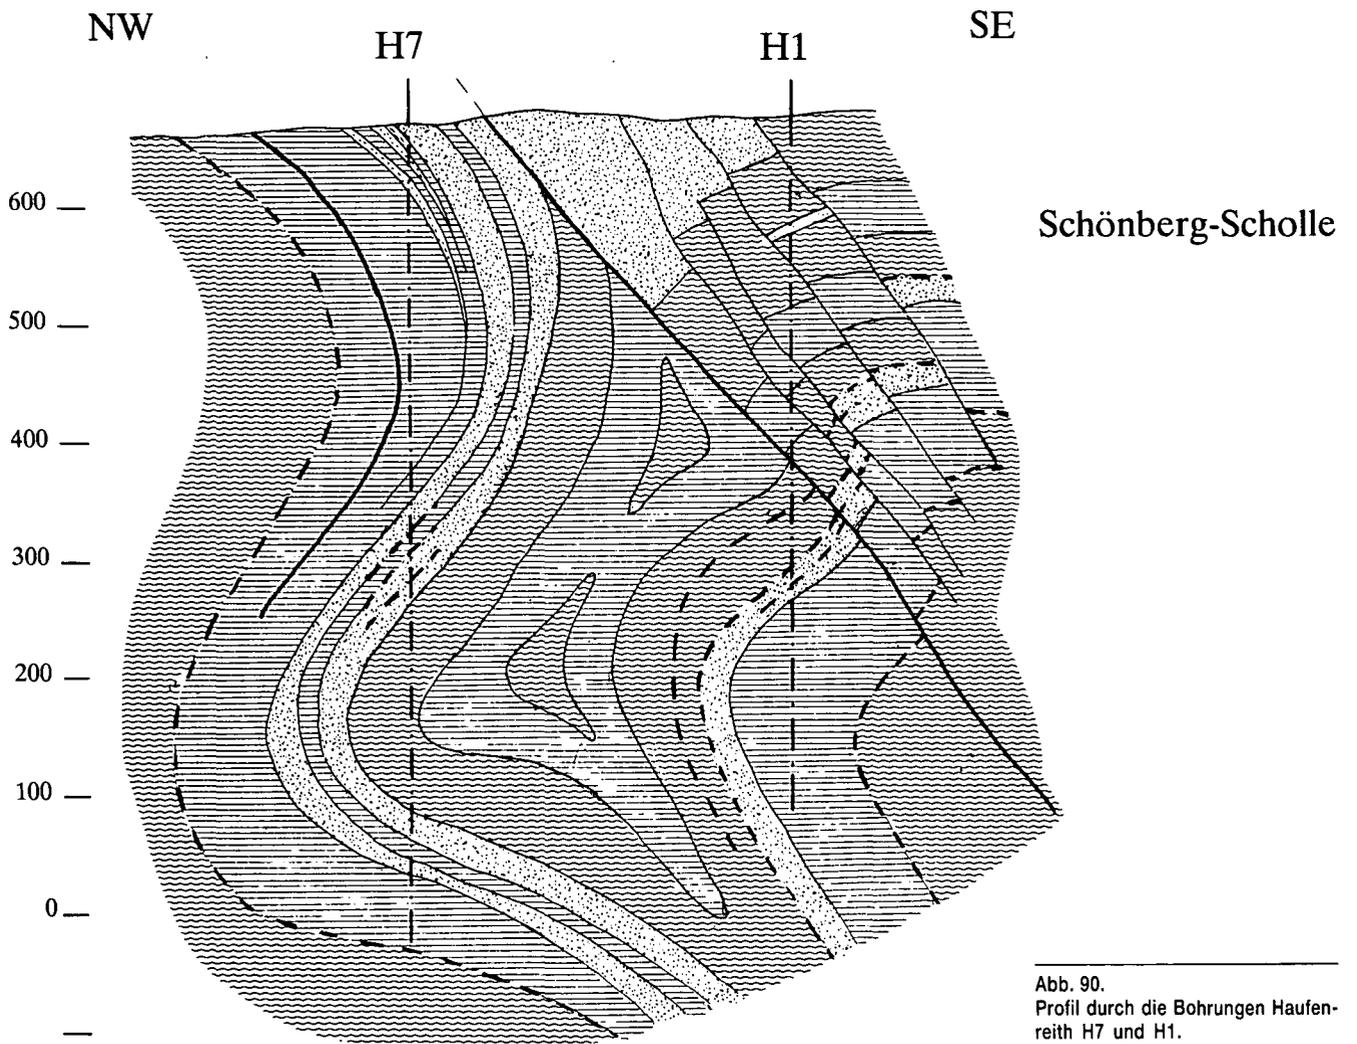 NW
SE
H7
H1
600
500
400
300
200
100
0
Schönberg-Scholle
Abb. 90.
Profil durch die Bohrungen Haufen-
reith H7 und H1.